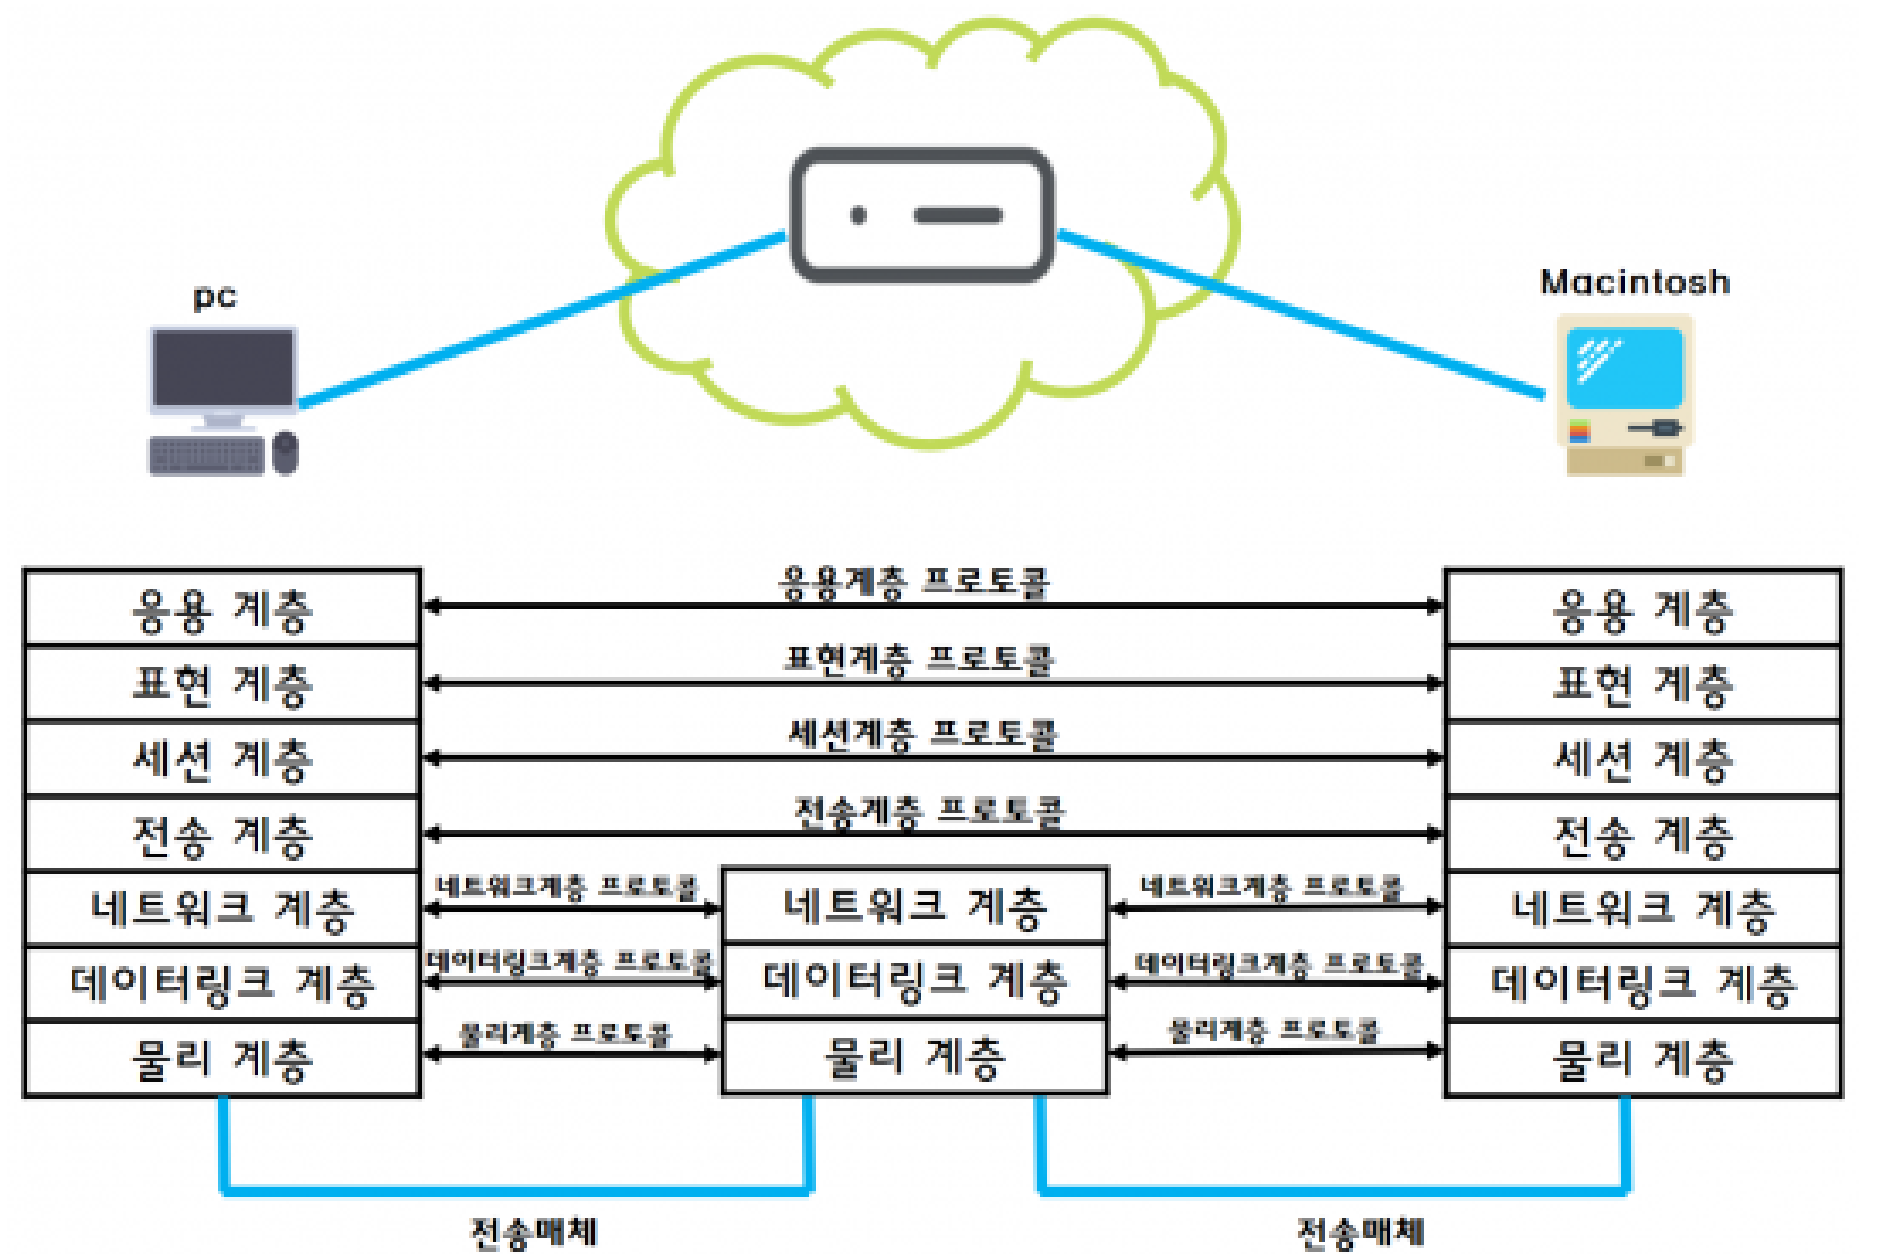 pc
Macintosh
응용 계층
응용계층 프로토콜
응용 계층
표현 계층
표현계층 프로토콜
표현 계층
세션 계층
세션계층 프로토콜
세션 계층
전송 계층
전송계층 프로토콜
전송 계층
네트워크 계층
네트워크계층 프로토콜
네트워크 계층
네트워크계층 프로토콜
네트워크 계층
데이터링크 계층
데이터링크계층 프로토콜
데이터링크 계층
데이터링크계층 프로토콜
데이터링크 계층
물리 계층
물리계층 프로토콜
물리 계층
물리계층 프로토콜
물리 계층
전송매체
전송매체